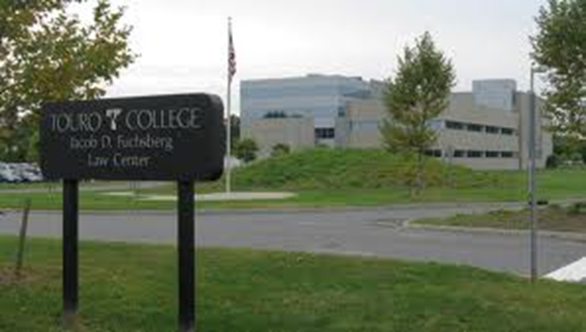 TOURO COLLEGE
Jacob D. Fuchsberg
Law Center